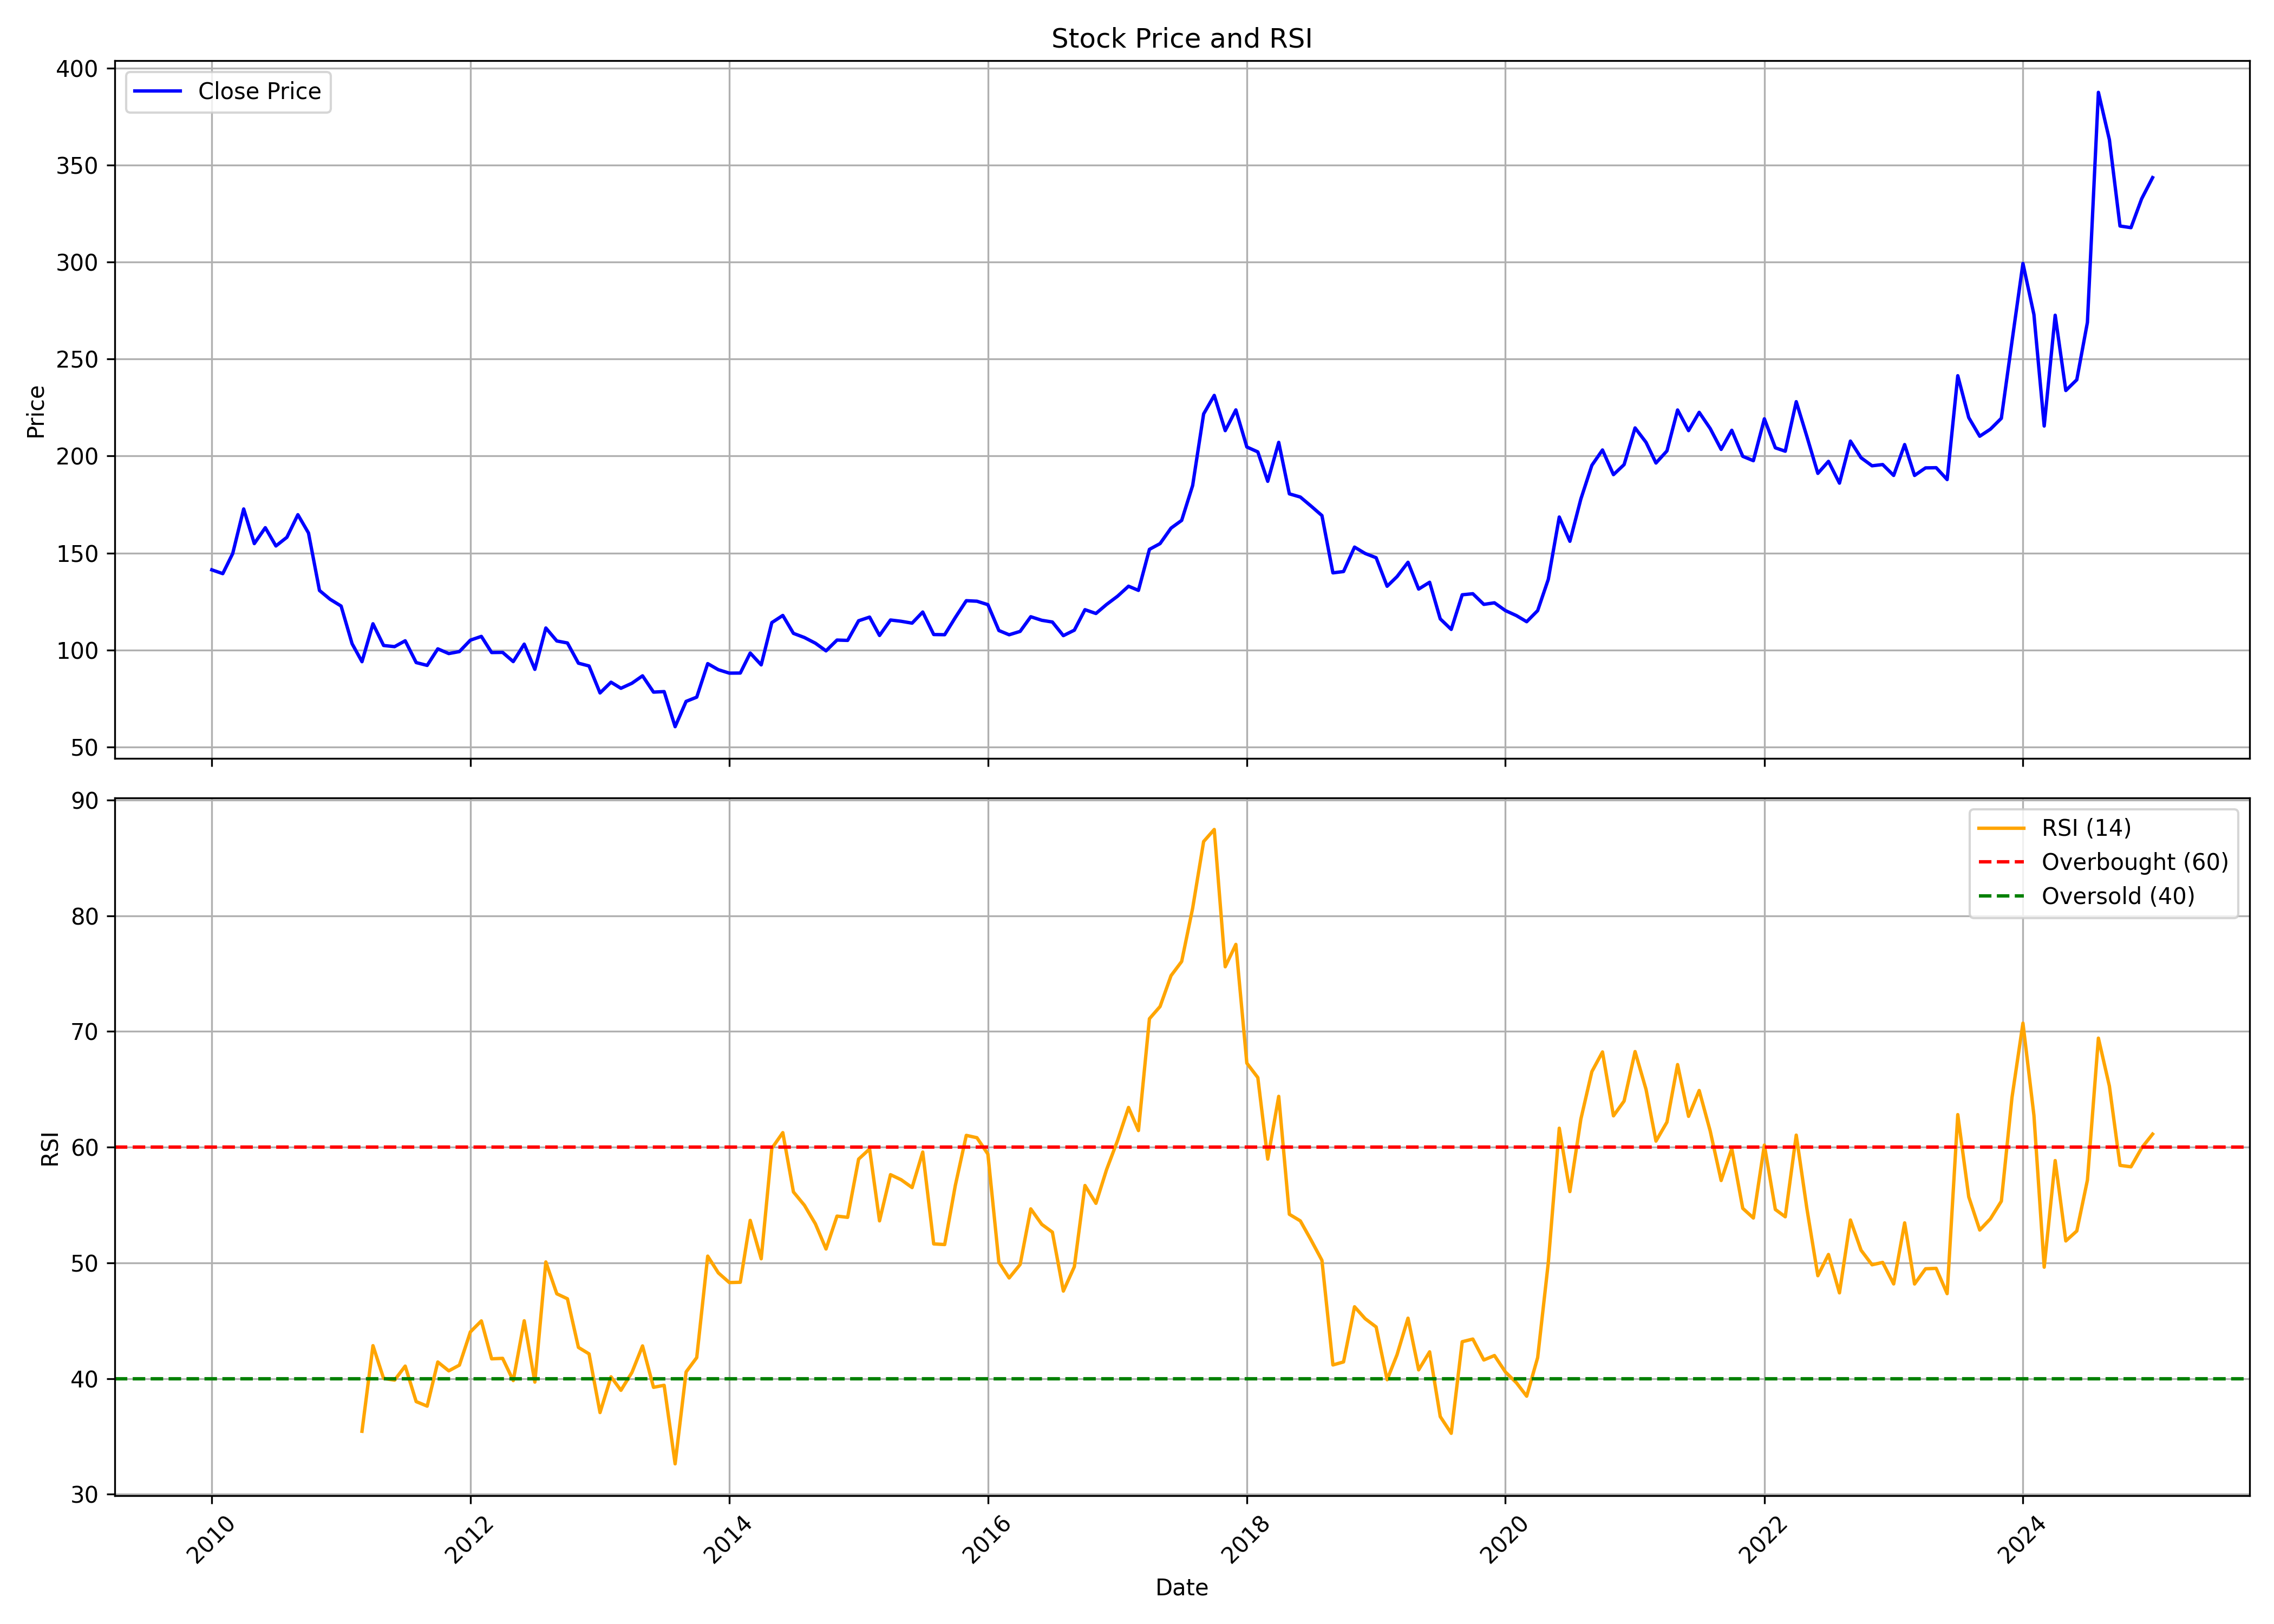 Stock Price and RSI
400
350
300
250
200
150
100
50
Price
Close Price
90
80
70
60
50
40
30
RSI
RSI (14)
Overbought (60)
Oversold (40)
2010
2012
2014
2016
2018
2020
2022
2024
Date